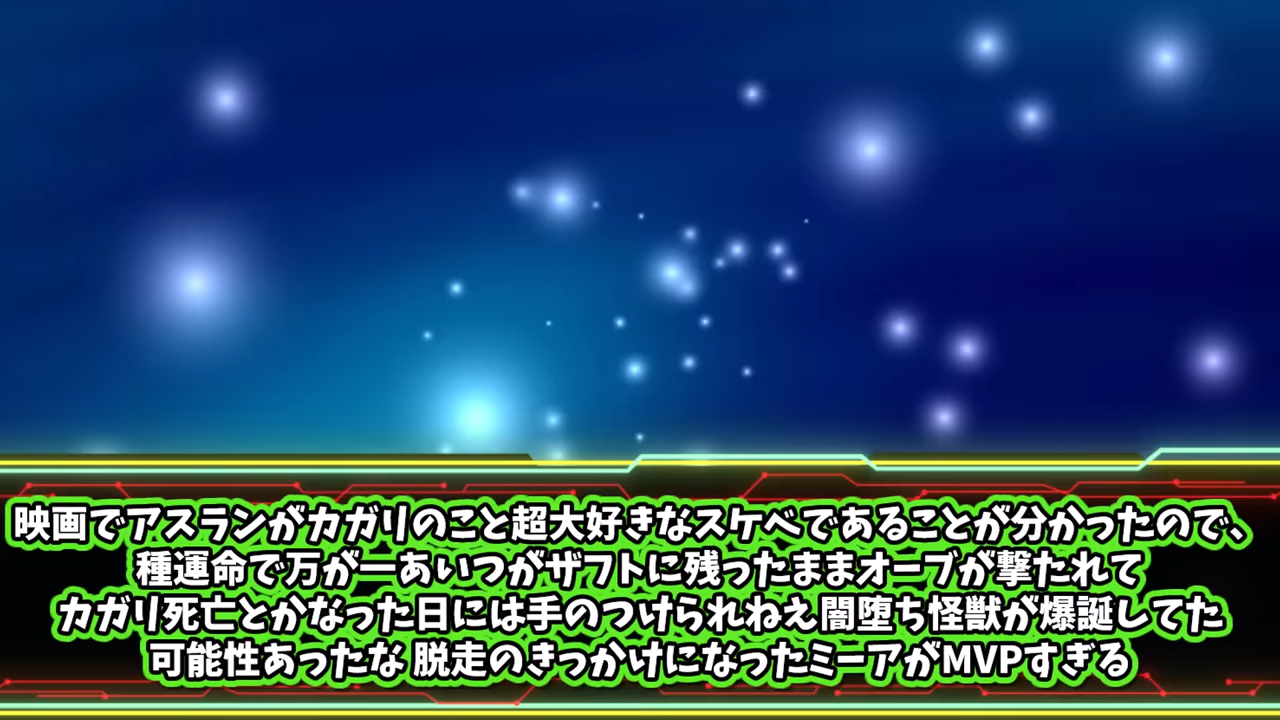 映画でアスランがカガリのこと超大好きなスケベであることが分かったので、
種運命で万が一あいつがザフトに残ったままオーブが撃たれて
カガリ死亡とかなった日には手のつけられねえ闇堕ち怪獣が爆誕してた
可能性あったな 脱走のきっかけになったミーアがMVPすぎる